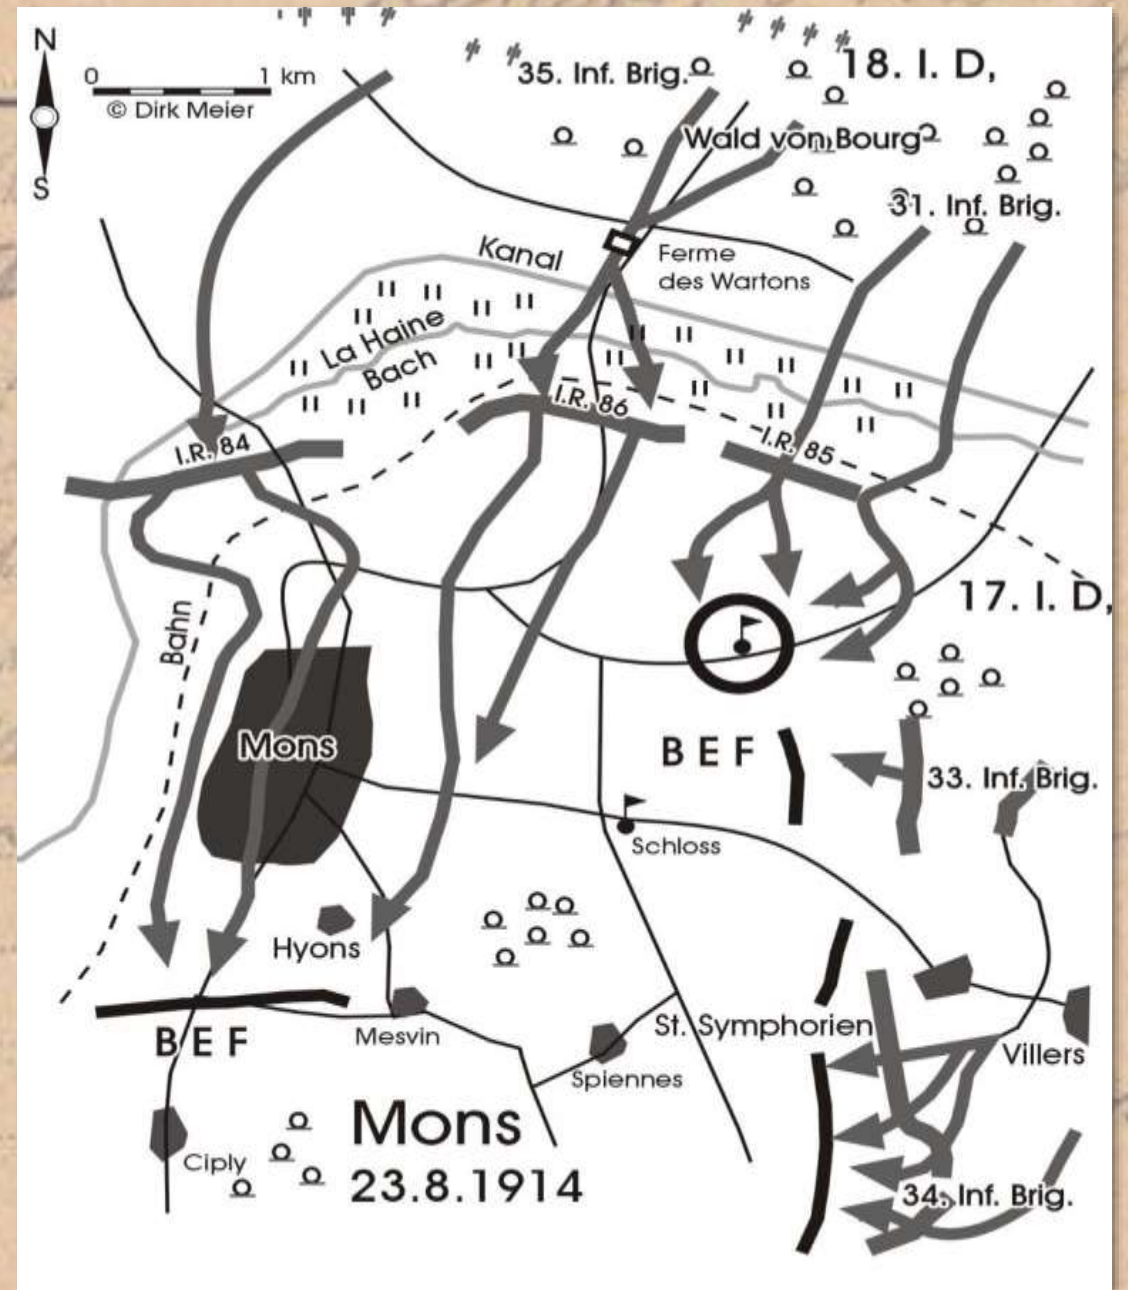 N
0 1 km
© Dirk Meier
S
35. Inf. Brig.
18. I. D,
Wald von Bourg
31. Inf. Brig.
Kanal
Ferme
des Wartons
La Haine
Bach
I.R. 84
I.R. 86
I.R. 85
17. I. D,
Bahn
Mons
B E F
33. Inf. Brig.
Schloss
Hyons
B E F
Mesvin
St. Symphorien
Villers
Spiennes
Mons
23.8.1914
Ciply
34. Inf. Brig.